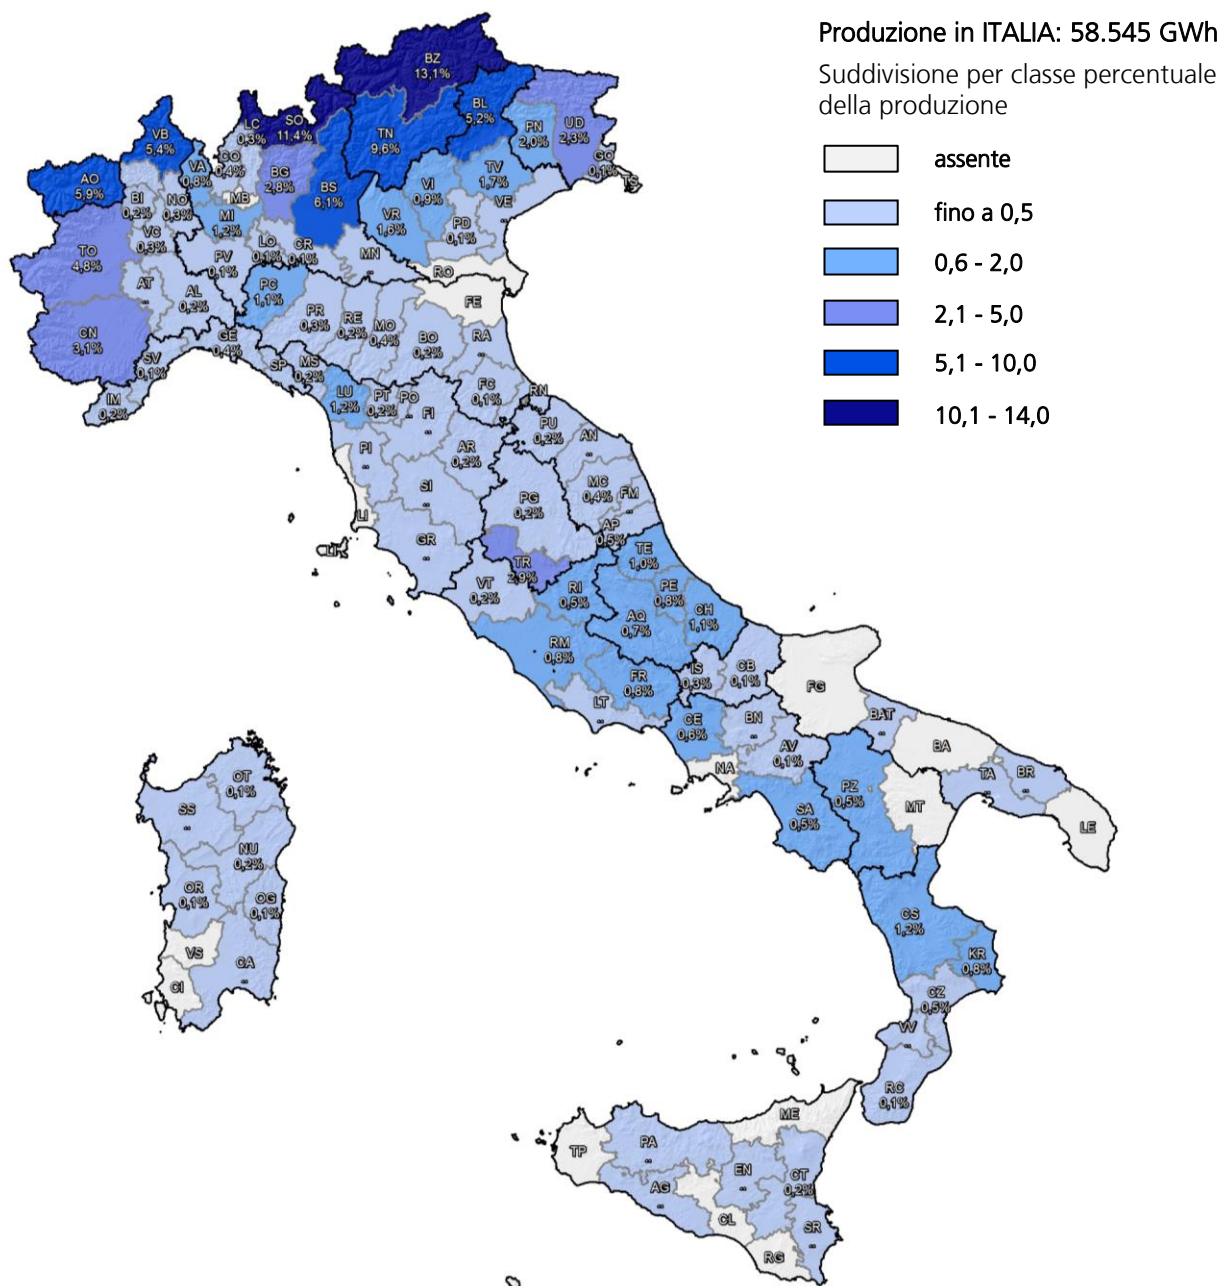 Produzione in ITALIA: 58.545 GWh
Suddivisione per classe percentuale
della produzione
assente
fino a 0,5
0,6 - 2,0
2,1 - 5,0
5,1 - 10,0
10,1 - 14,0
BZ
13,1%
BL
5,2%
LC
0,3%
SO
11,4%
TN
9,6%
PN
2,0%
UD
2,3%
VB
5,4%
VA
0,8%
CO
0,4%
GO
0,1%
TS
AO
5,9%
BI
0,2%
NO
0,3%
MB
BG
2,8%
BS
6,1%
VI
0,9%
TV
1,7%
VE
--
MI
1,2%
VR
1,6%
PD
0,1%
VC
0,3%
TO
4,8%
PV
0,1%
LO
0,1%
CR
0,1%
MN
--
RO
AT
--
AL
0,2%
PC
1,1%
FE
PR
0,3%
RE
0,2%
MO
0,4%
BO
0,2%
RA
--
CN
3,1%
GE
0,4%
SV
0,1%
SP
MS
0,2%
IM
0,2%
LU
1,2%
PT
0,2%
PO
--
FI
--
FC
0,1%
RN
PU
0,2%
AN
--
PI
--
AR
0,2%
SI
--
PG
0,2%
MC
0,4%
FM
--
LI
AP
0,5%
GR
--
LI
TR
2,9%
TE
1,0%
VT
0,2%
RI
0,5%
PE
0,8%
AQ
0,7%
CH
1,1%
RM
0,8%
FR
0,8%
IS
0,3%
CB
0,1%
FG
LT
--
CE
0,6%
BN
--
BAT
--
BA
AV
0,1%
NA
PZ
0,5%
TA
--
BR
--
MT
SA
0,5%
LE
OT
0,1%
SS
--
NU
0,2%
OR
0,1%
OG
0,1%
VS
CA
--
CI
CS
1,2%
KR
0,8%
CZ
0,5%
VV
--
RC
0,1%
ME
TP
PA
--
EN
--
CT
0,2%
AG
--
CL
SR
--
RG